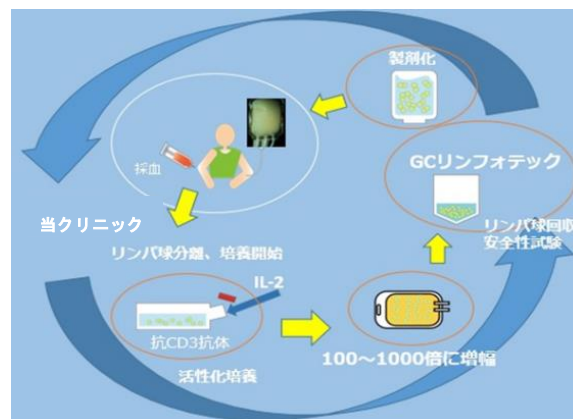 製剤化
採血
GCリンフォテック
当クリニック
リンパ球回収
安全性試験
リンパ球分離、培養開始
IL-2
抗CD3抗体
活性化培養
100~1000倍に増幅